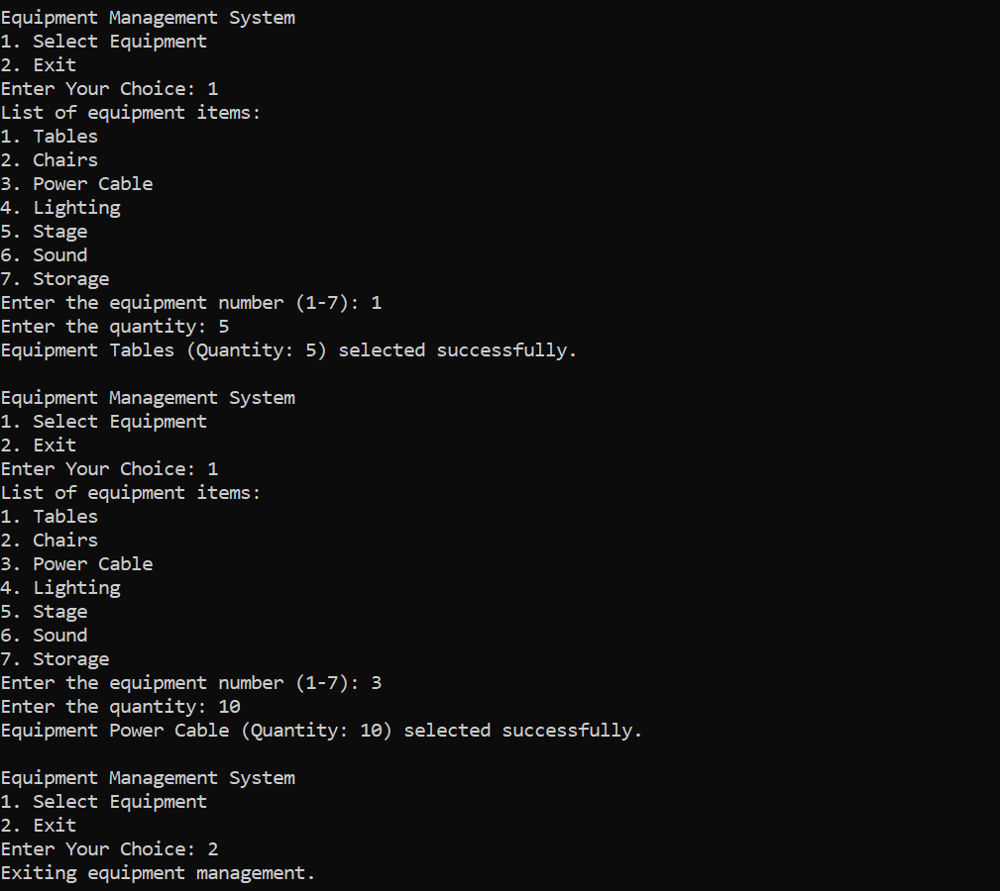 Equipment Management System
1. Select Equipment
2. Exit
Enter Your Choice: 1
List of equipment items:
1. Tables
2. Chairs
3. Power Cable
4. Lighting
5. Stage
6. Sound
7. Storage
Enter the equipment number (1-7): 1
Enter the quantity: 5
Equipment Tables (Quantity: 5) selected successfully.

Equipment Management System
1. Select Equipment
2. Exit
Enter Your Choice: 1
List of equipment items:
1. Tables
2. Chairs
3. Power Cable
4. Lighting
5. Stage
6. Sound
7. Storage
Enter the equipment number (1-7): 3
Enter the quantity: 10
Equipment Power Cable (Quantity: 10) selected successfully.

Equipment Management System
1. Select Equipment
2. Exit
Enter Your Choice: 2
Exiting equipment management.